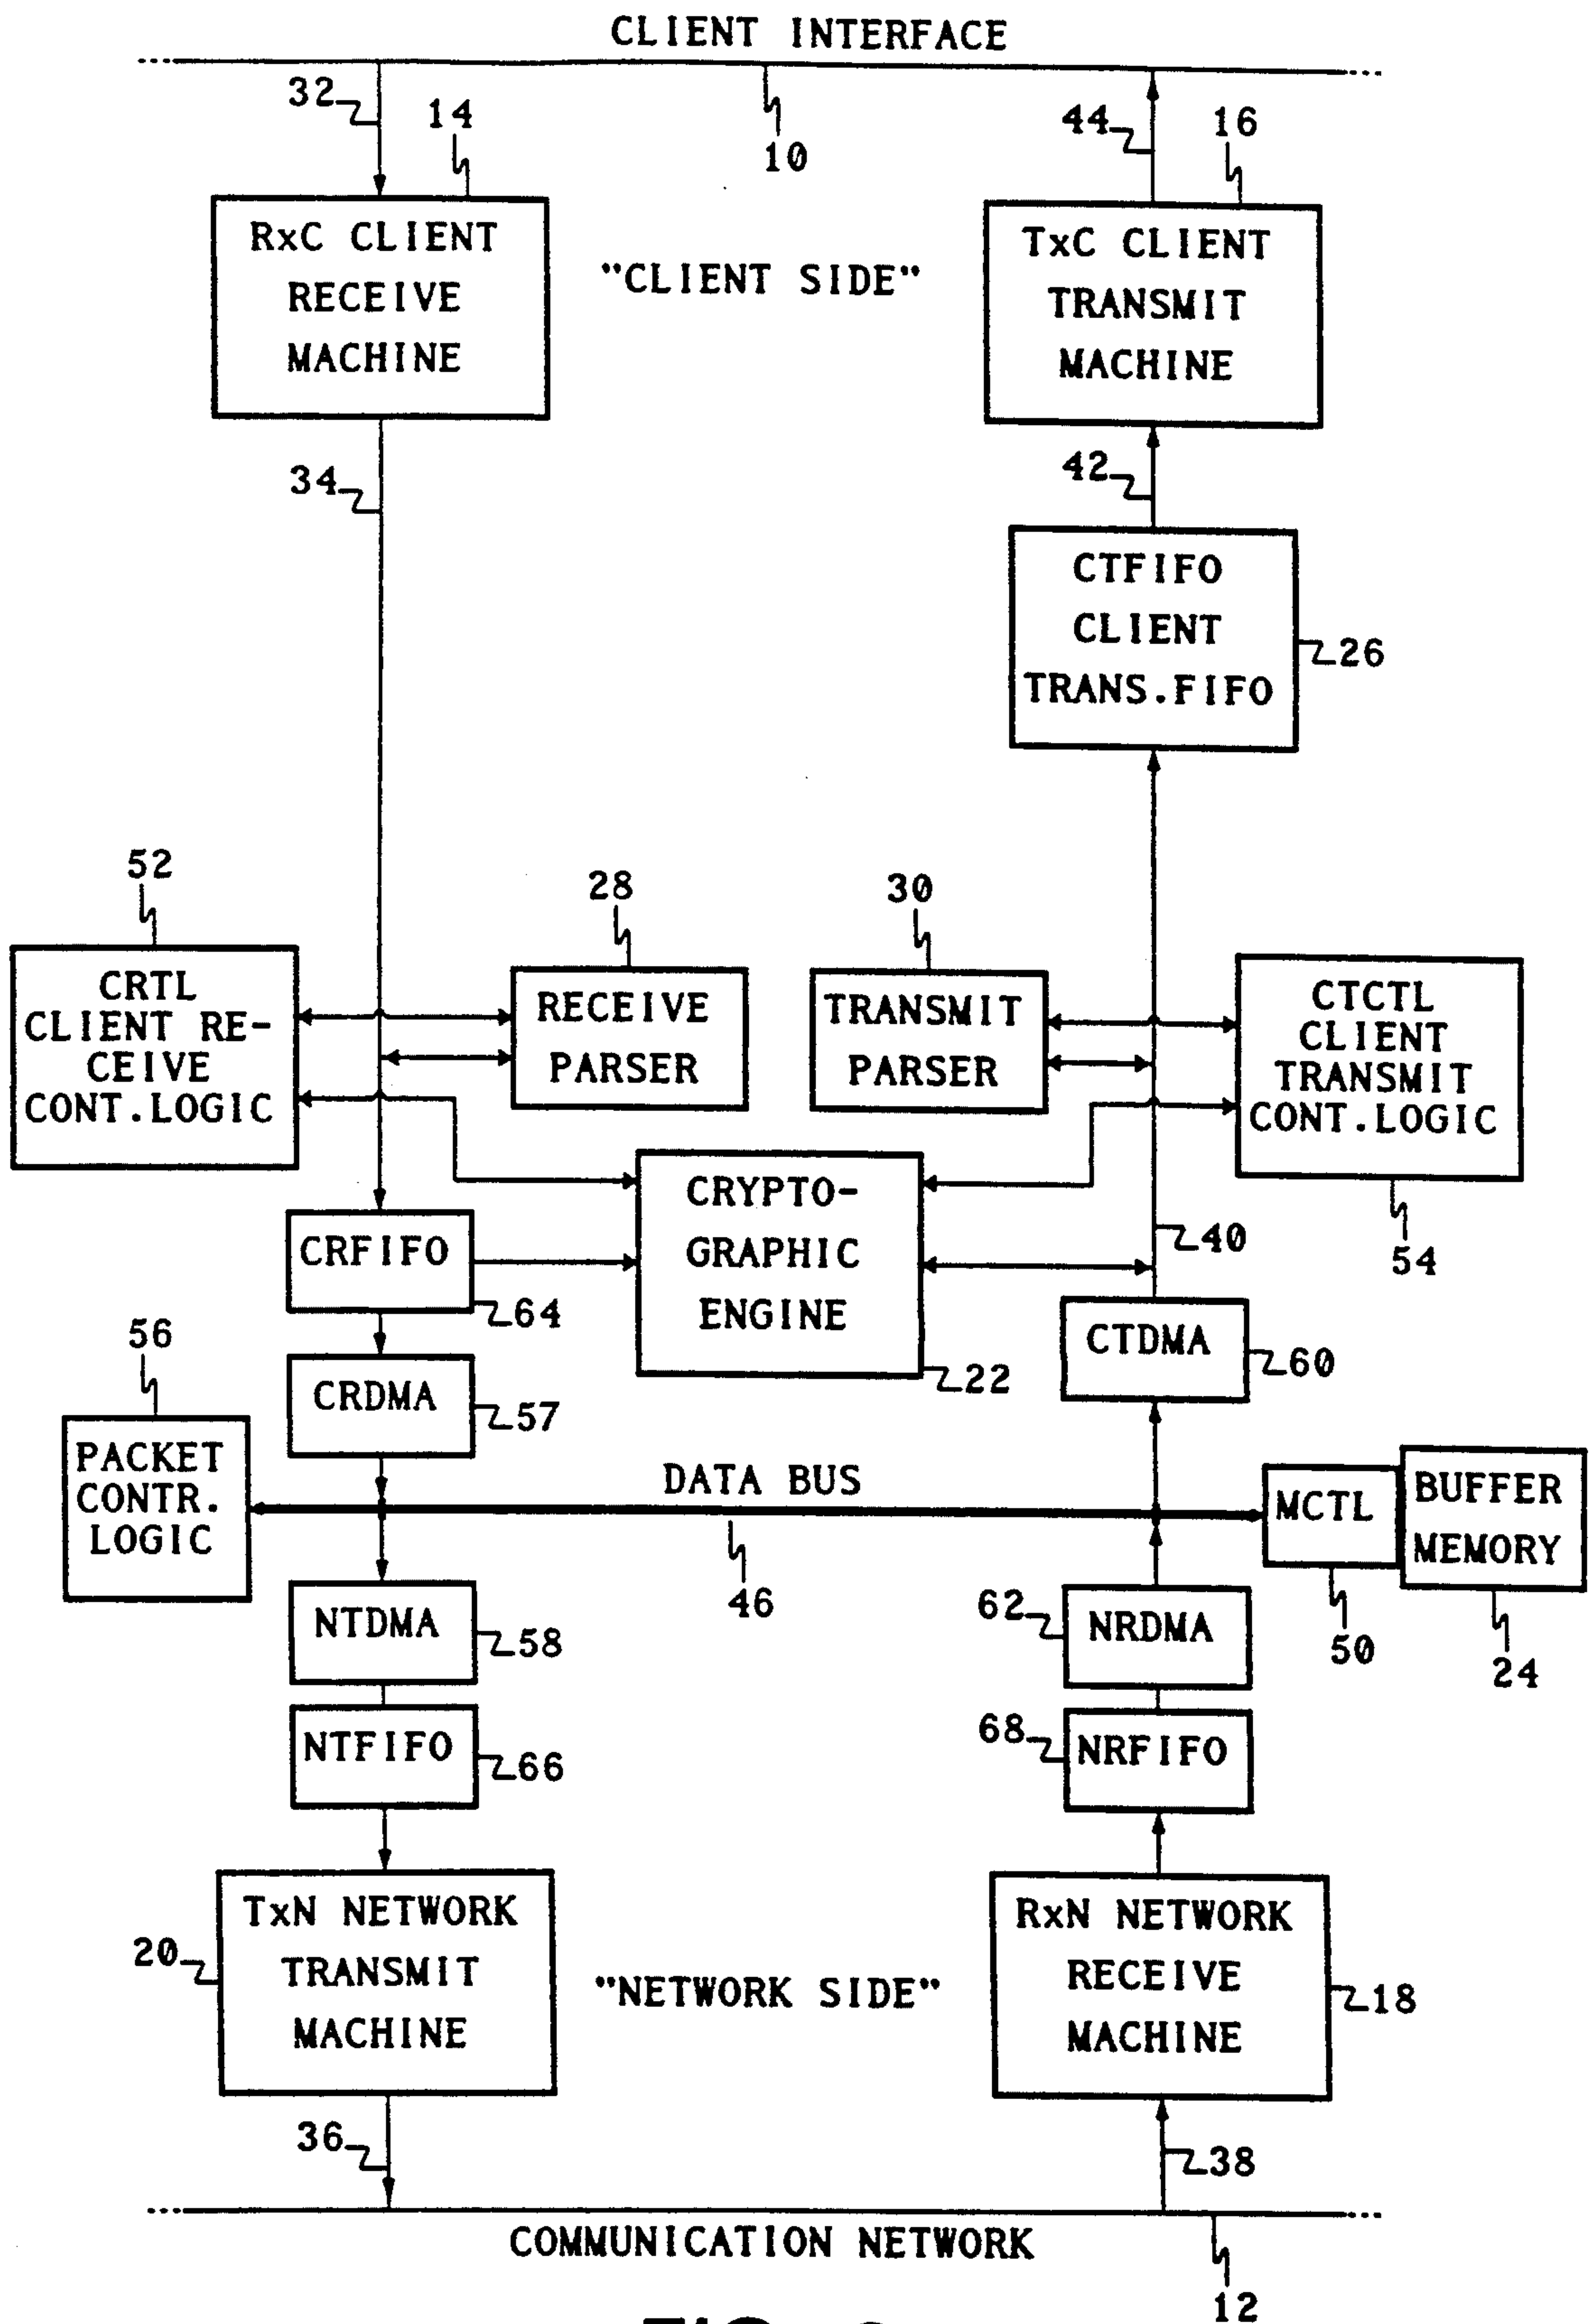 CLIENT INTERFACE
32
14
10
44
16
RxC CLIENT
RECEIVE
MACHINE
"CLIENT SIDE"
TxC CLIENT
TRANSMIT
MACHINE
34
42
CTFIFO
CLIENT
TRANS.FIFO
26
52
28
30
CRTL
CLIENT RE-
CEIVE
CONT.LOGIC
RECEIVE
PARSER
TRANSMIT
PARSER
CTCTL
CLIENT
TRANSMIT
CONT.LOGIC
54
CRYPTO-
GRAPHIC
ENGINE
22
40
CRFIFO
64
CTDMA
60
56
CRDMA
57
PACKET
CONTR.
LOGIC
DATA BUS
46
MCTL
50
BUFFER
MEMORY
24
NTDMA
58
62
NRDMA
NTFIFO
66
68
NRFIFO
20
TxN NETWORK
TRANSMIT
MACHINE
"NETWORK SIDE"
RxN NETWORK
RECEIVE
MACHINE
18
36
38
COMMUNICATION NETWORK
12